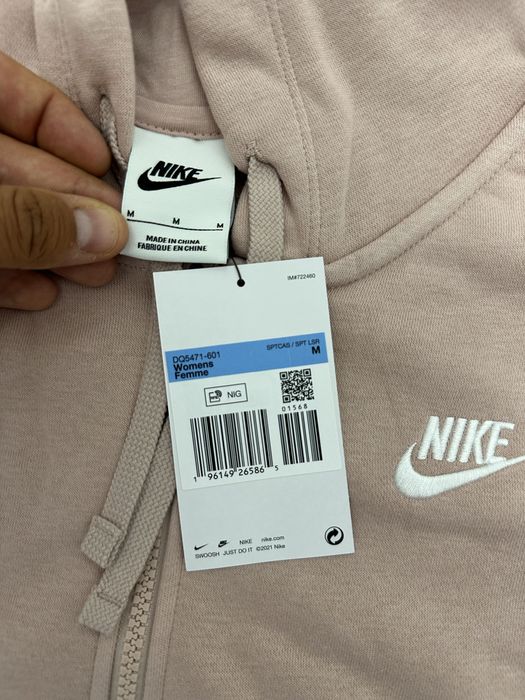 NIKE
M M M
MADE IN CHINA
FABRIQUE EN CHINE
IM#722460
DQ5471-601 SPTCAS / SPT LSR
Womens M
Femme
NIG
01568
1 96149 26586 5
NIKE nike.com
SWOOSH JUST DO IT ©2021 Nike
NIKE